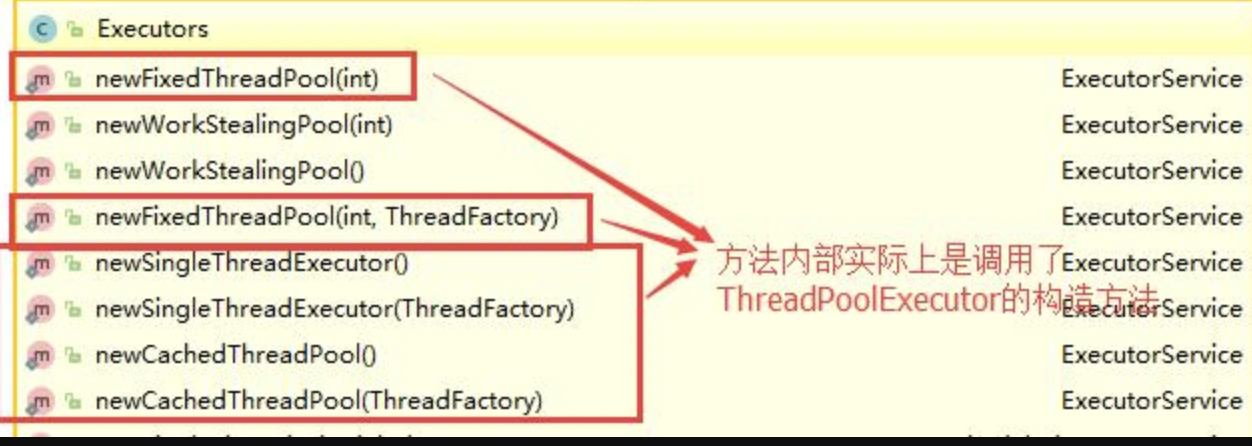 Executors
newFixedThreadPool(int) ExecutorService
newWorkStealingPool(int) ExecutorService
newWorkStealingPool() ExecutorService
newFixedThreadPool(int, ThreadFactory) ExecutorService
newSingleThreadExecutor() ExecutorService
方法内部实际上是调用了
newSingleThreadExecutor(ThreadFactory) ExecutorService
ThreadPoolExecutor的构造方法
newCachedThreadPool() ExecutorService
newCachedThreadPool(ThreadFactory) ExecutorService